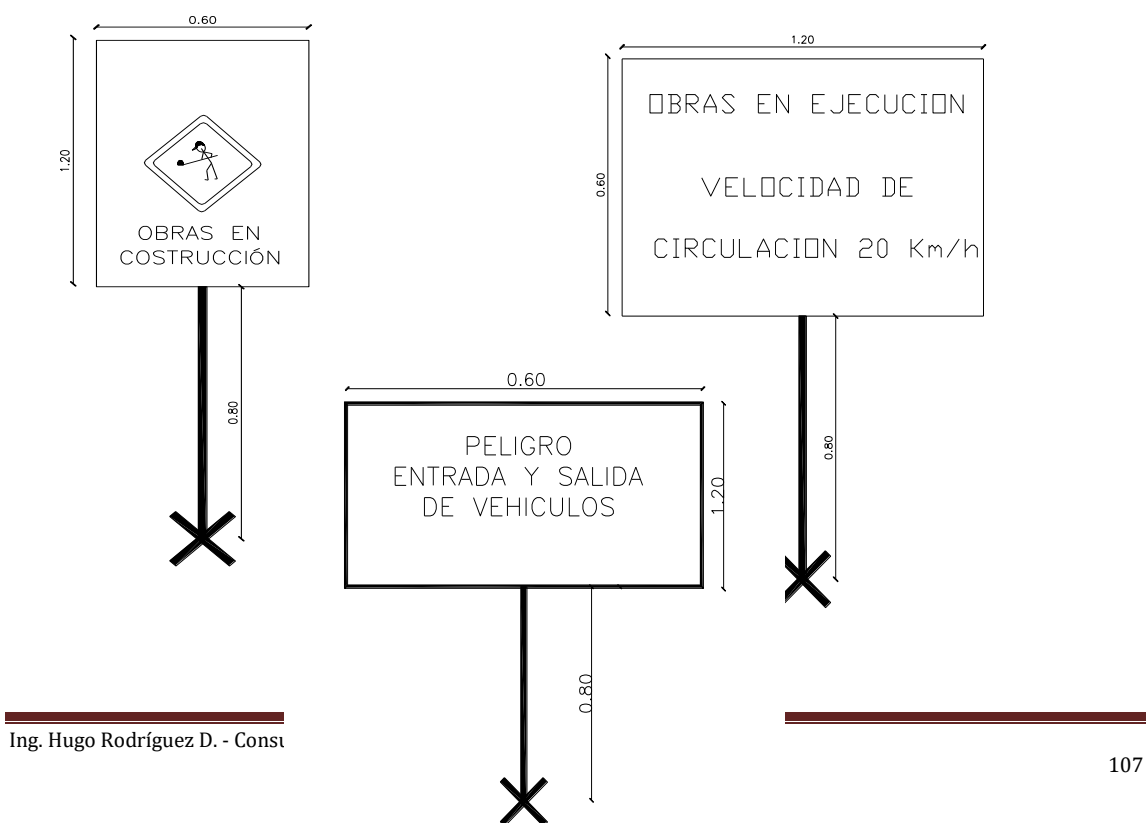 0.60
1.20
OBRAS EN
COSTRUCCIÓN
0.80
1.20
0.60
OBRAS EN EJECUCION
VELOCIDAD DE
CIRCULACION 20 Km/h
0.80
0.60
1.20
PELIGRO
ENTRADA Y SALIDA
DE VEHICULOS
0.80
Ing. Hugo Rodríguez D. - Consu
107